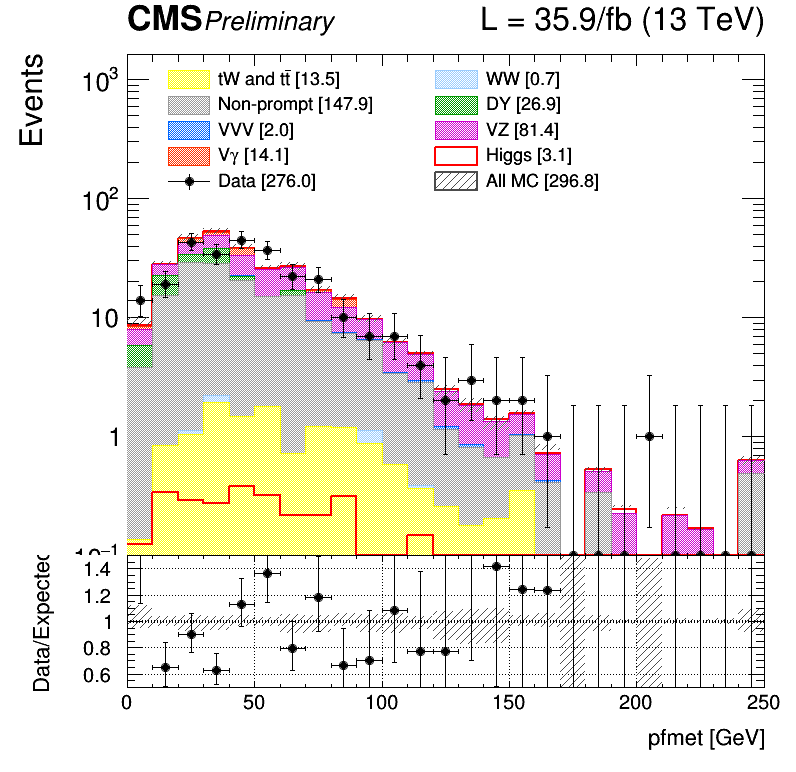 CMS Preliminary L = 35.9/fb (13 TeV)
Events
10³
10²
10
1
10⁻¹
tW and tt̄ [13.5] WW [0.7]
Non-prompt [147.9] DY [26.9]
VVV [2.0] VZ [81.4]
Vγ [14.1] Higgs [3.1]
Data [276.0] All MC [296.8]
Data/Expected
1.4
1.2
1
0.8
0.6
0 50 100 150 200 250
pfmet [GeV]